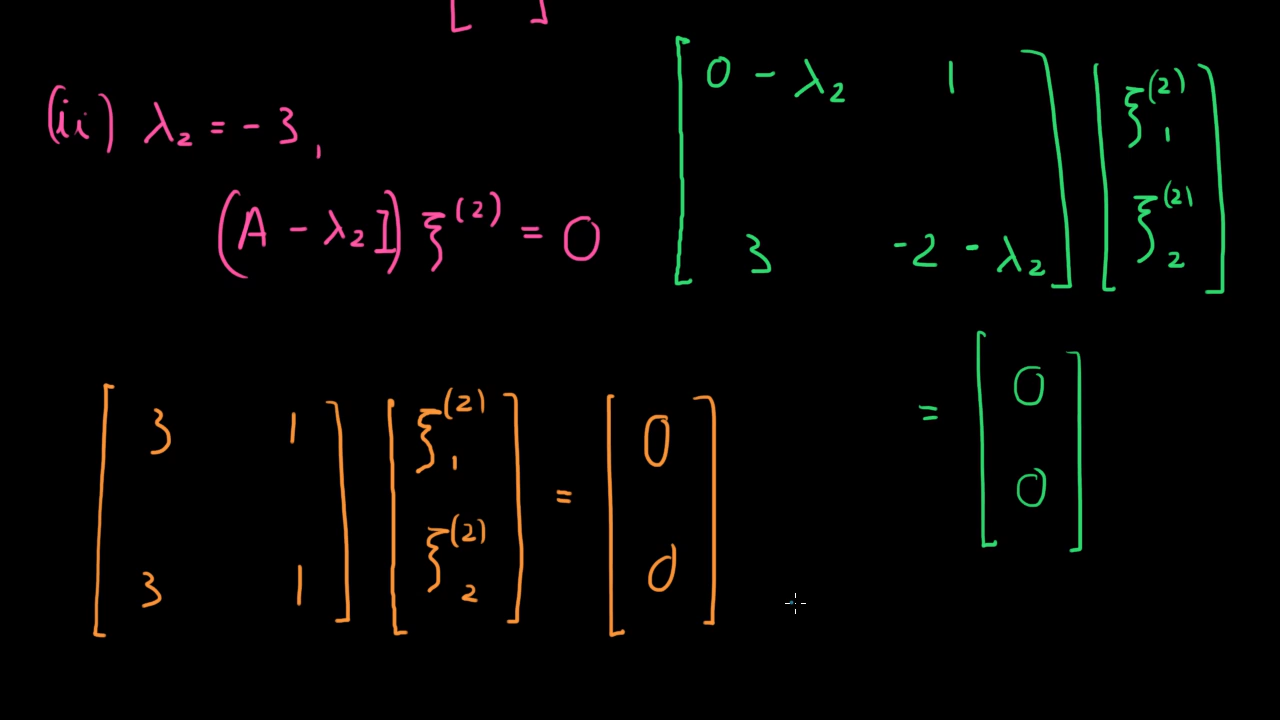 [ ]
(ii) λ₂ = - 3,
(A - λ₂I) ξ⁽²⁾ = 0
[ 0 - λ₂ 1 ] [ ξ₁⁽²⁾ ]
[ 3 -2 - λ₂ ] [ ξ₂⁽²⁾ ]
= [ 0 ]
[ 0 ]
[ 3 1 ] [ ξ₁⁽²⁾ ] = [ 0 ]
[ 3 1 ] [ ξ₂⁽²⁾ ] [ 0 ]